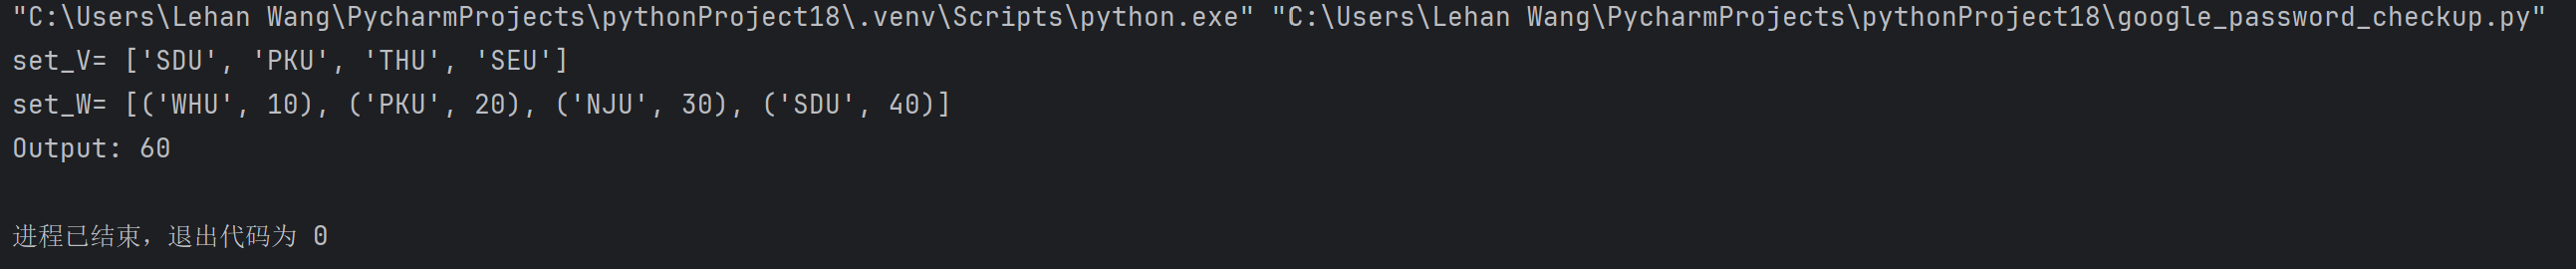 "C:\Users\Lehan Wang\PycharmProjects\pythonProject18\.venv\Scripts\python.exe" "C:\Users\Lehan Wang\PycharmProjects\pythonProject18\google_password_checkup.py"
set_V= ['SDU', 'PKU', 'THU', 'SEU']
set_W= [('WHU', 10), ('PKU', 20), ('NJU', 30), ('SDU', 40)]
Output: 60
进程已结束，退出代码为 0